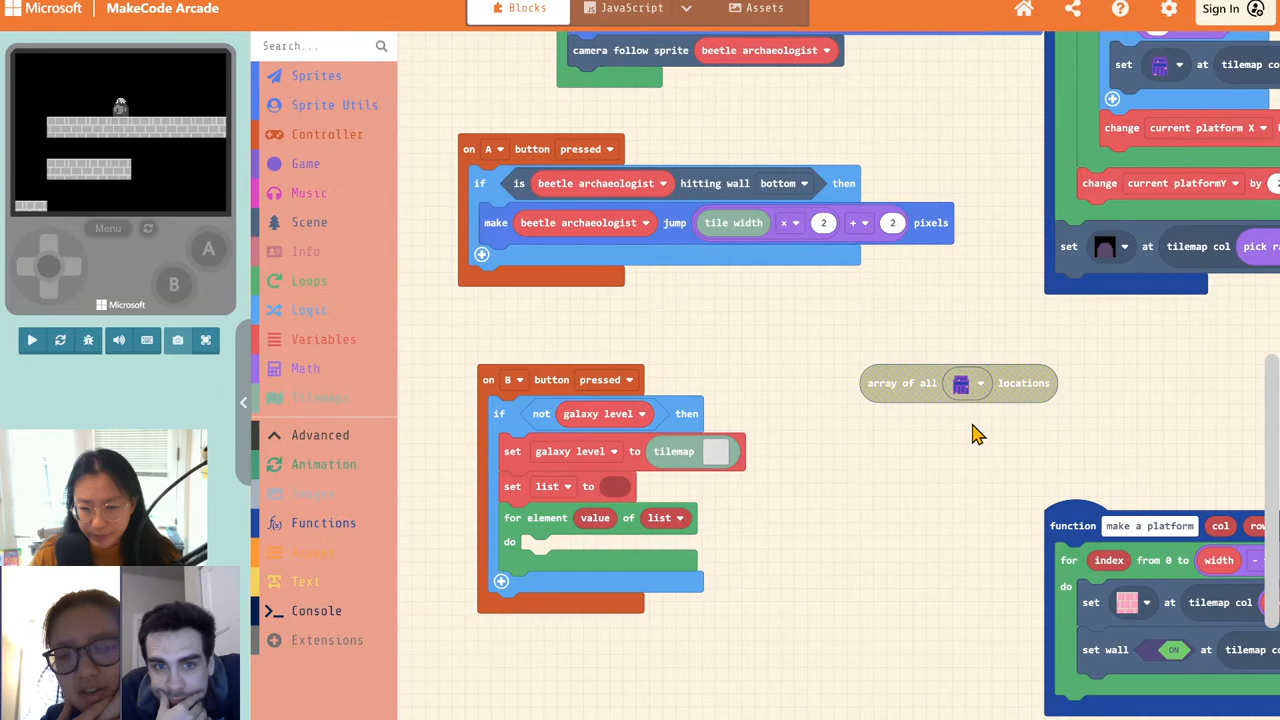 Microsoft MakeCode Arcade Blocks JavaScript Assets Sign In
Search...
Sprites
Sprite Utils
Controller
Game
Music
Scene
Info
Loops
Logic
Variables
Math
Tilemaps
Advanced
Animation
Images
Functions
Arrays
Text
Console
Extensions
Menu
A
B
Microsoft
camera follow sprite beetle archaeologist
on A button pressed
if is beetle archaeologist hitting wall bottom then
make beetle archaeologist jump tile width × 2 + 2 pixels
on B button pressed
if not galaxy level then
set galaxy level to tilemap
set list to
for element value of list
do
array of all locations
set at tilemap co
change current platform X
change current platformY by 2
set at tilemap col pick ra
function make a platform col row
for index from 0 to width -
do set at tilemap col
set wall ON at tilemap co